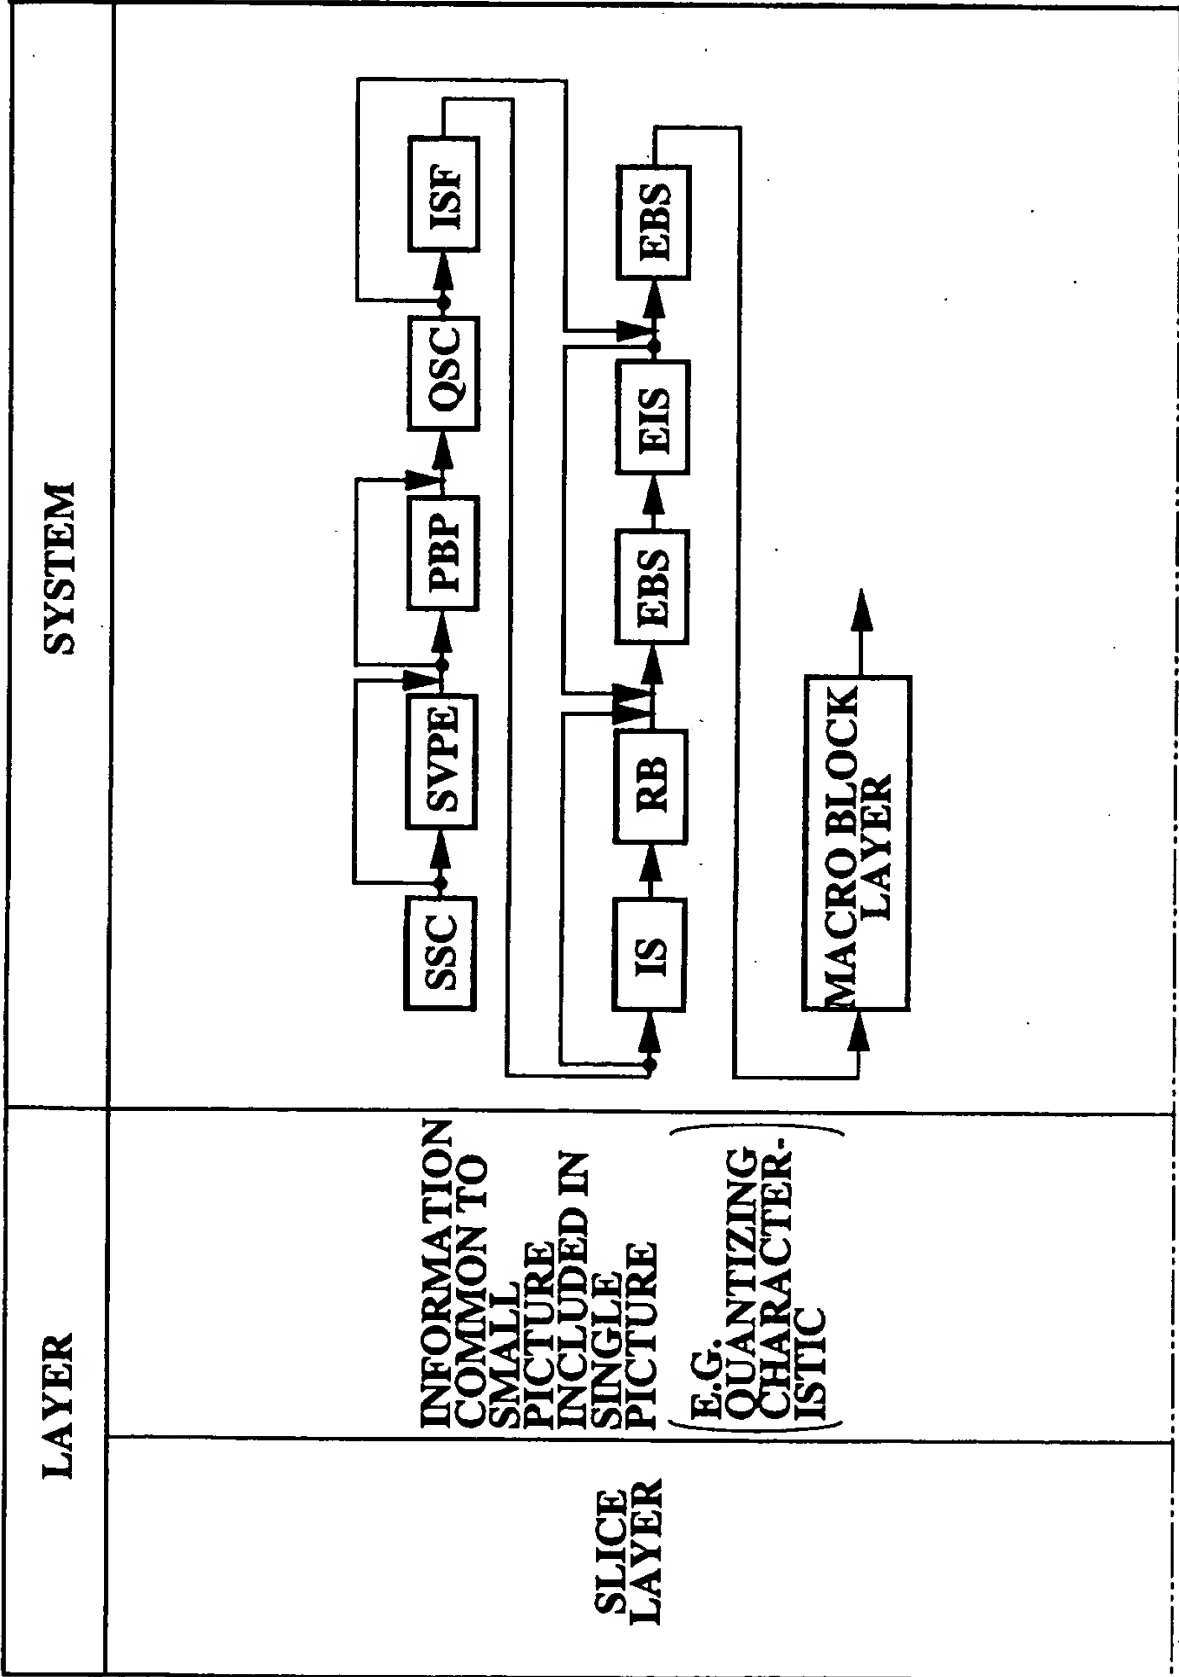 LAYER
SYSTEM
SLICE
LAYER
INFORMATION
COMMON TO
SMALL
PICTURE
INCLUDED IN
SINGLE
PICTURE
E.G.
QUANTIZING
CHARACTER-
ISTIC
SSC
SVPE
PBP
QSC
ISF
IS
RB
EBS
EIS
EBS
MACRO BLOCK
LAYER